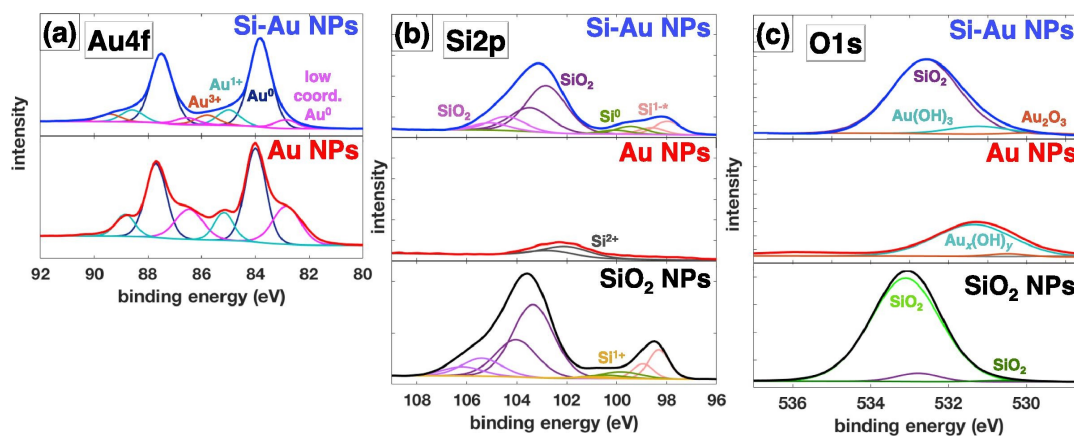 (a)
Au4f
Si-Au NPs
Au³⁺
Au¹⁺
Au⁰
low
coord.
Au⁰
Au NPs
intensity
92 90 88 86 84 82 80
binding energy (eV)
(b)
Si2p
Si-Au NPs
SiO₂
SiO₂
Si⁰
Si¹⁻*
Au NPs
Si²⁺
intensity
SiO₂ NPs
Si¹⁺
108 106 104 102 100 98 96
binding energy (eV)
(c)
O1s
Si-Au NPs
SiO₂
Au(OH)₃
Au₂O₃
Au NPs
Auₓ(OH)ᵧ
intensity
SiO₂ NPs
SiO₂
SiO₂
536 534 532 530
binding energy (eV)